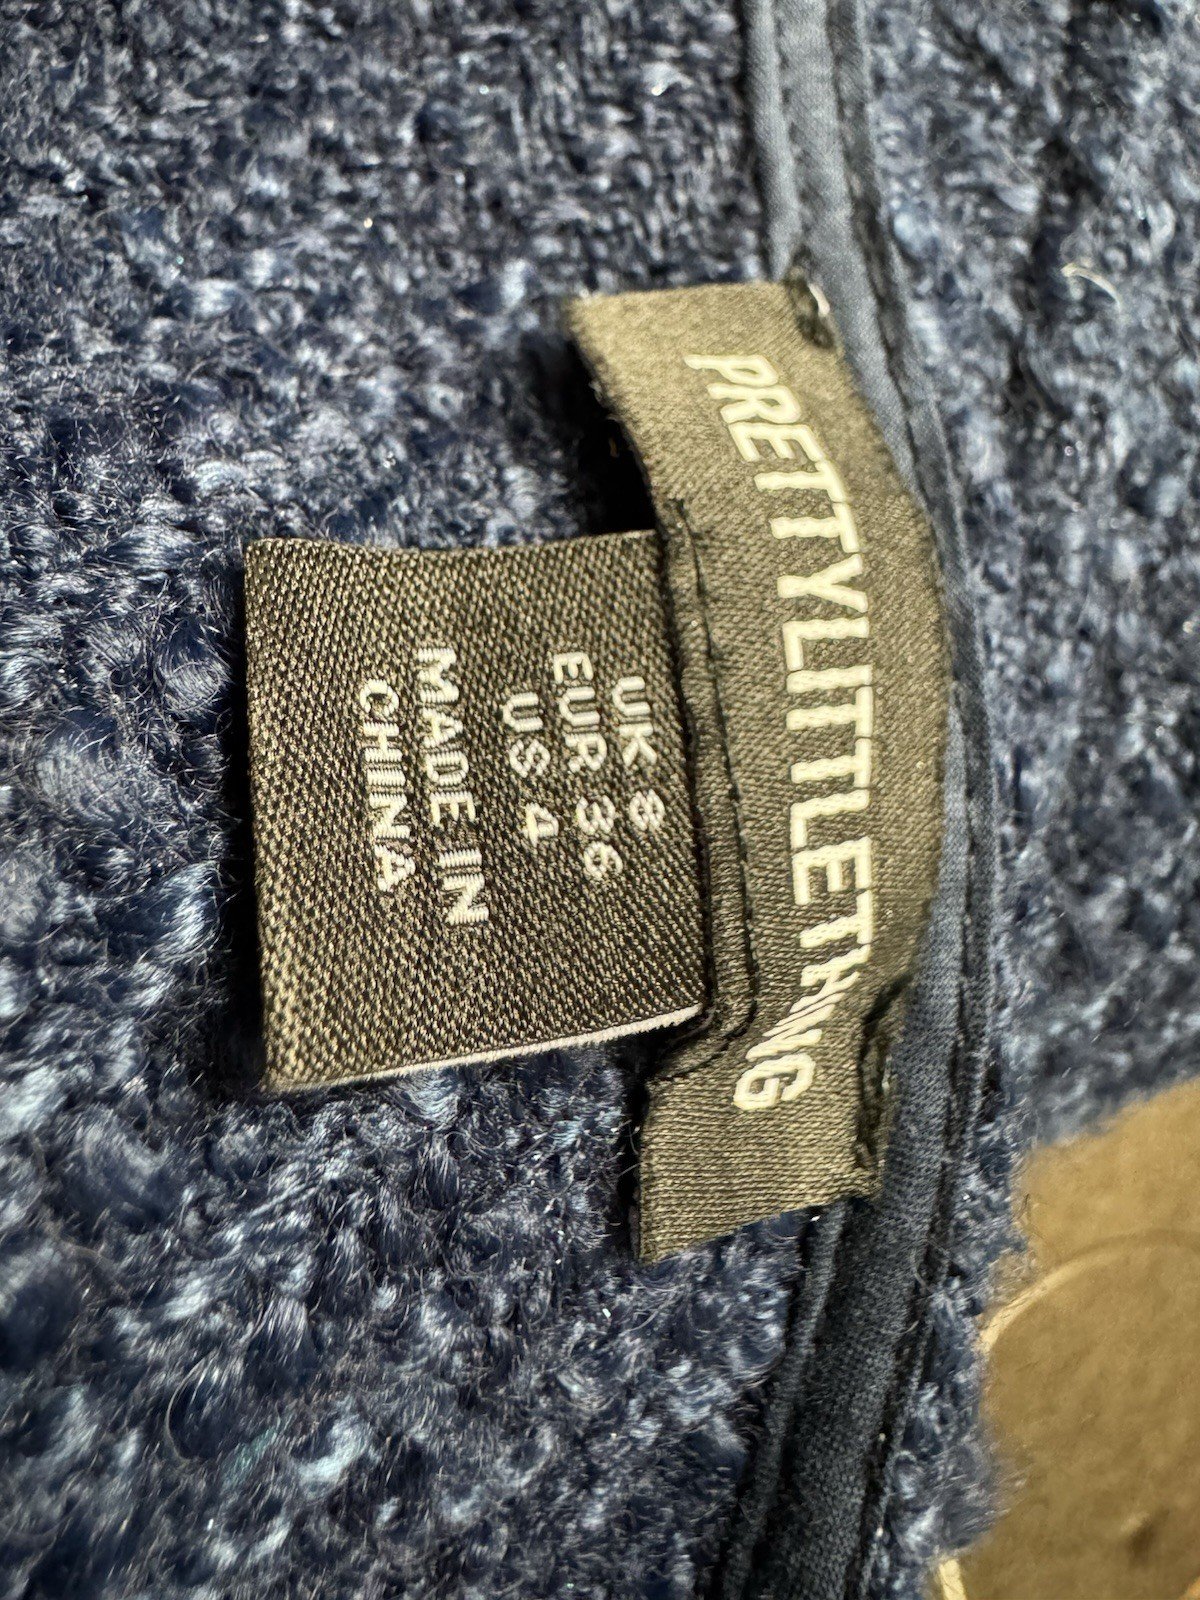 PRETTYLITTLETHING
UK 8
EUR 36
US 4
MADE IN
CHINA